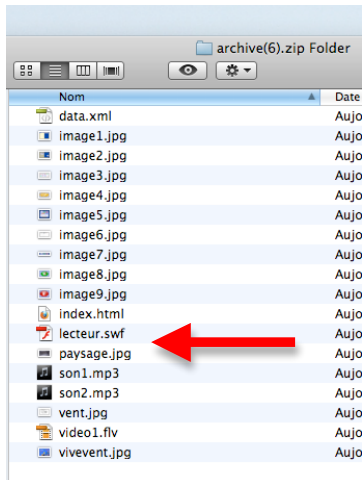 archive(6).zip Folder
Nom Date
data.xml Aujo
image1.jpg Aujo
image2.jpg Aujo
image3.jpg Aujo
image4.jpg Aujo
image5.jpg Aujo
image6.jpg Aujo
image7.jpg Aujo
image8.jpg Aujo
image9.jpg Aujo
index.html Aujo
lecteur.swf Aujo
paysage.jpg Aujo
son1.mp3 Aujo
son2.mp3 Aujo
vent.jpg Aujo
video1.flv Aujo
vivevent.jpg Aujo